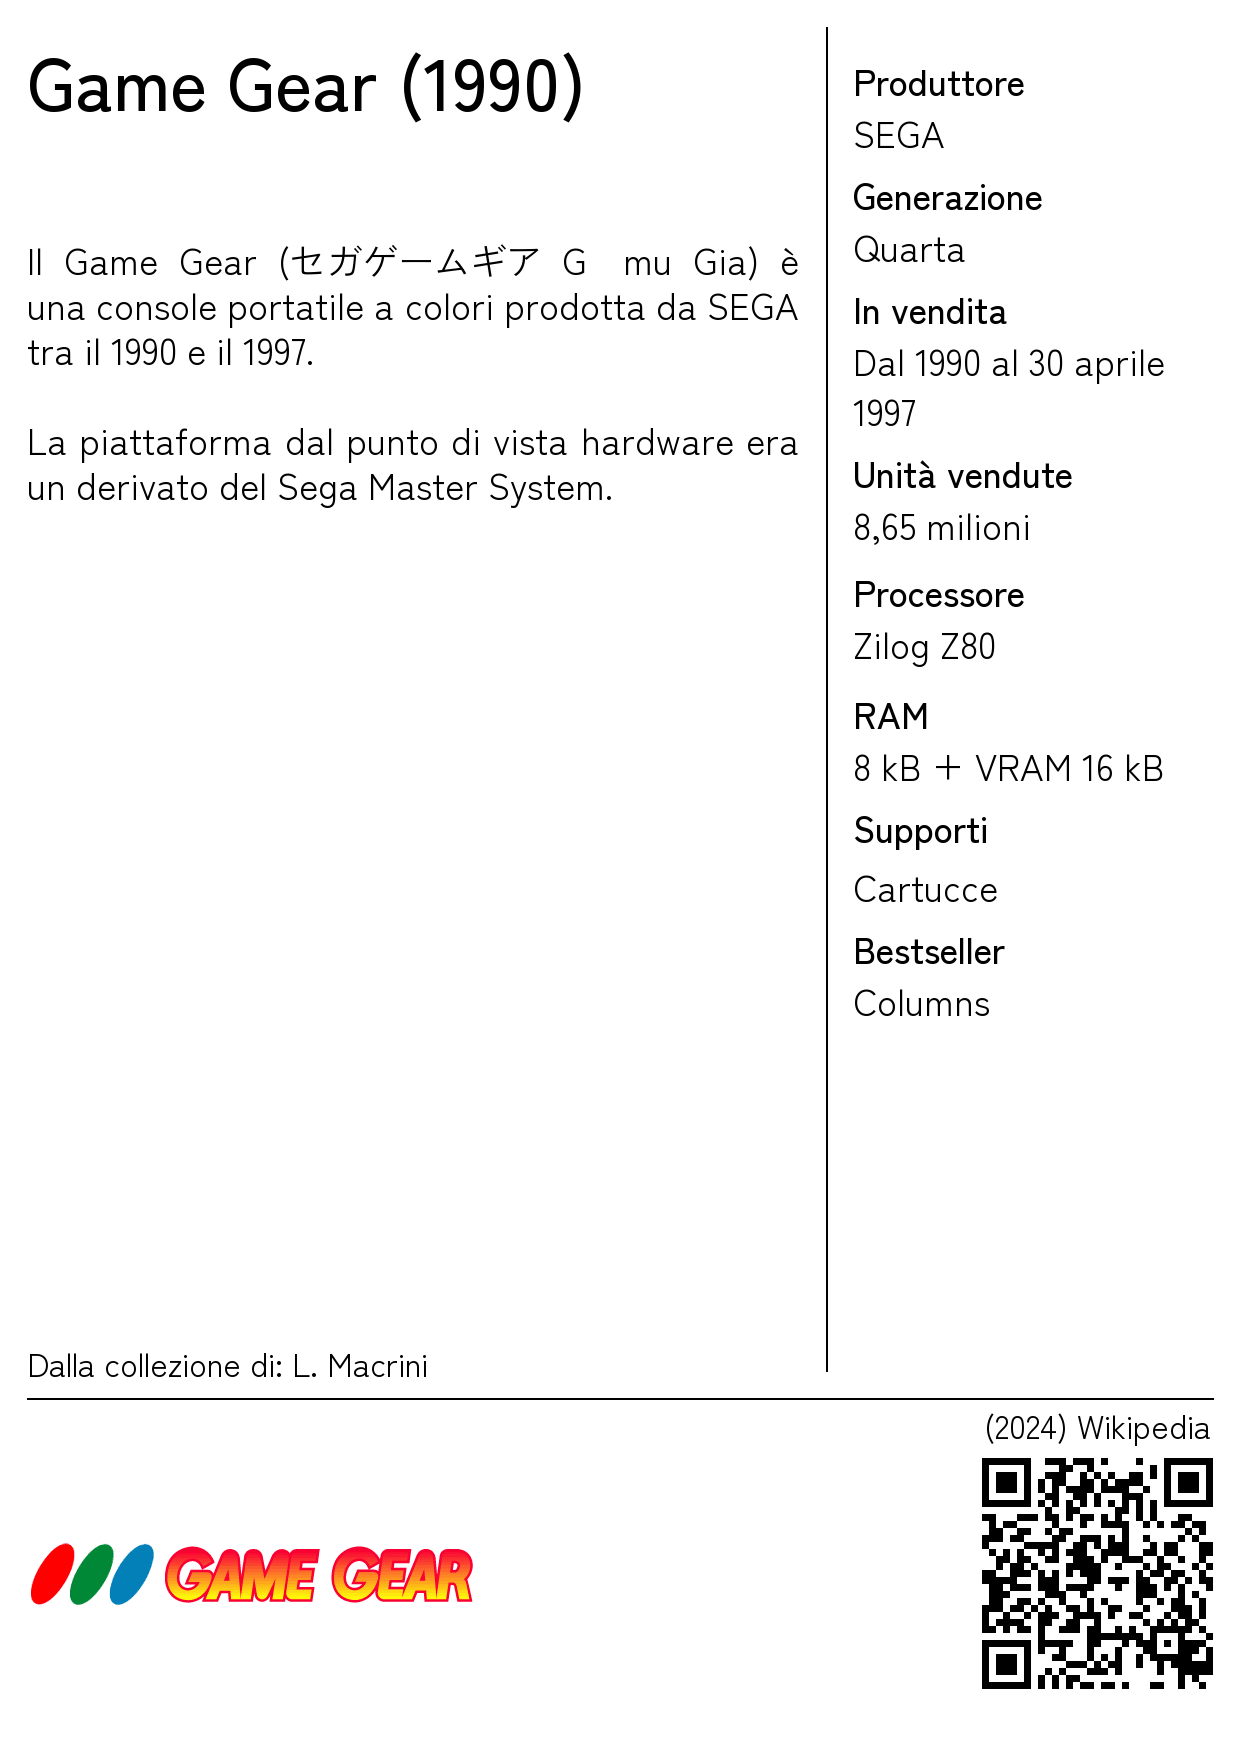 Game Gear (1990)
Il Game Gear (セガゲームギア G mu Gia) è
una console portatile a colori prodotta da SEGA
tra il 1990 e il 1997.
La piattaforma dal punto di vista hardware era
un derivato del Sega Master System.
Dalla collezione di: L. Macrini
Produttore
SEGA
Generazione
Quarta
In vendita
Dal 1990 al 30 aprile
1997
Unità vendute
8,65 milioni
Processore
Zilog Z80
RAM
8 kB + VRAM 16 kB
Supporti
Cartucce
Bestseller
Columns
(2024) Wikipedia
GAME GEAR